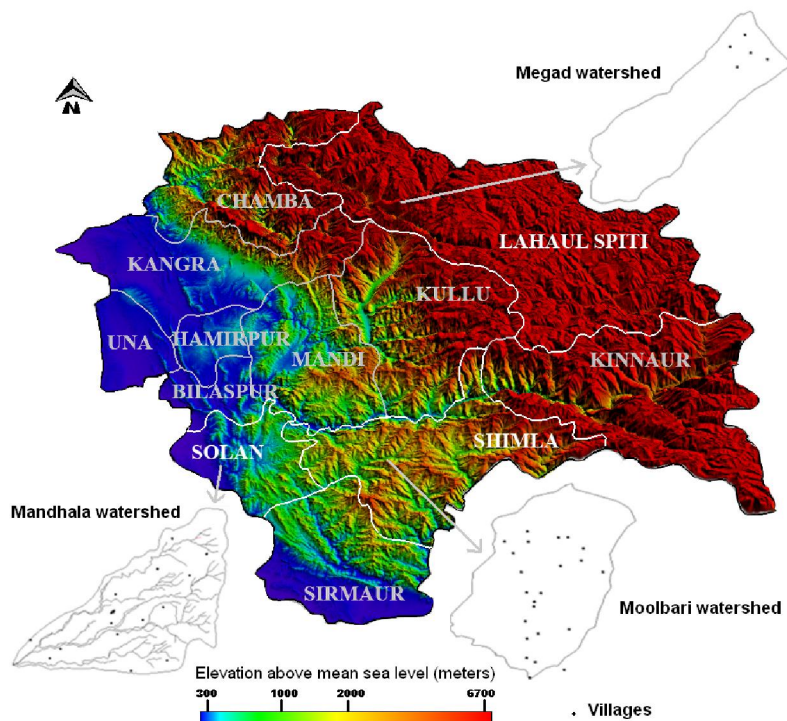 Megad watershed
N
CHAMBA
LAHAUL SPITI
KANGRA
KULLU
UNA
HAMIRPUR
MANDI
KINNAUR
BILASPUR
SOLAN
SHIMLA
Mandhala watershed
SIRMAUR
Moolbari watershed
Elevation above mean sea level (meters)
300 1000 2000 6700
Villages